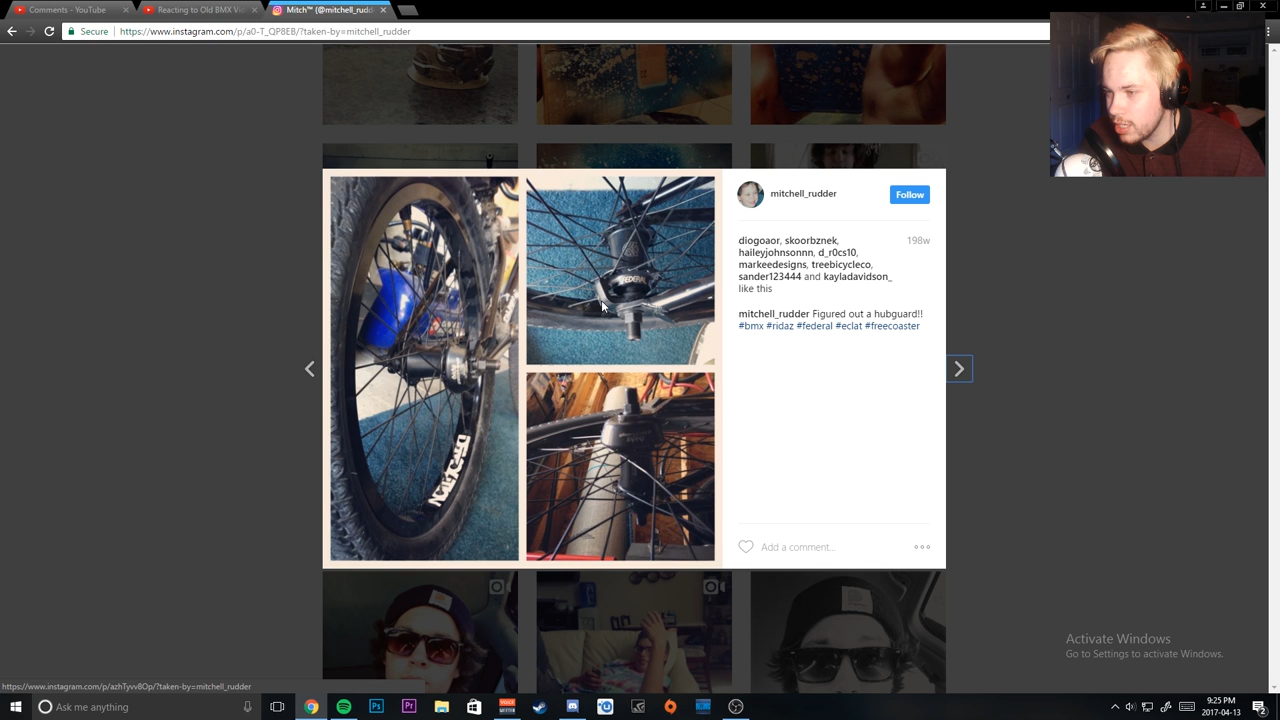 Comments - YouTube
Reacting to Old BMX Vi
Mitch™ (@mitchell_rudd
Secure
https://www.instagram.com/p/a0-T_QP8EB/?taken-by=mitchell_rudder
mitchell_rudder
Follow
diogoaor, skoorbznek,
198w
haileyjohnsonnn, d_r0cs10,
markeedesigns, treebicycleco,
sander123444 and kayladavidson_
like this
mitchell_rudder Figured out a hubguard!!
#bmx #ridaz #federal #eclat #freecoaster
FEDERAL
Add a comment...
Activate Windows
Go to Settings to activate Windows.
https://www.instagram.com/p/azhTyvv8Op/?taken-by=mitchell_rudder
Ask me anything
9:25 PM
2017-04-13